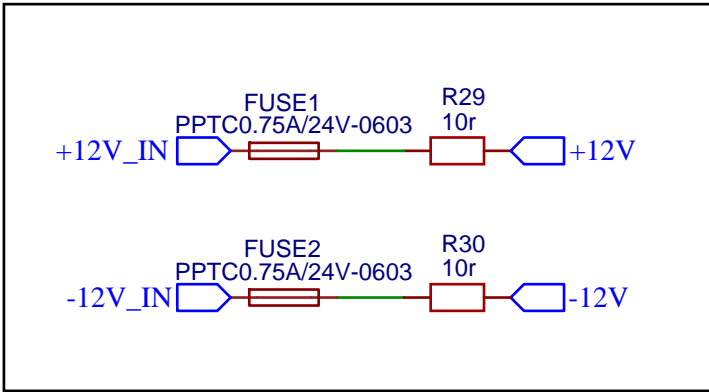 FUSE1
PPTC0.75A/24V-0603
R29
10r
+12V_IN
+12V
FUSE2
PPTC0.75A/24V-0603
R30
10r
-12V_IN
-12V